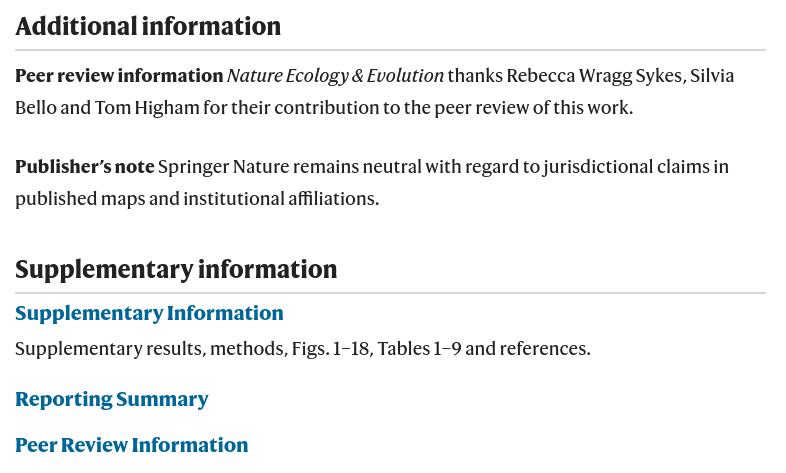 Additional information
Peer review information Nature Ecology & Evolution thanks Rebecca Wragg Sykes, Silvia
Bello and Tom Higham for their contribution to the peer review of this work.
Publisher’s note Springer Nature remains neutral with regard to jurisdictional claims in
published maps and institutional affiliations.
Supplementary information
Supplementary Information
Supplementary results, methods, Figs. 1–18, Tables 1–9 and references.
Reporting Summary
Peer Review Information